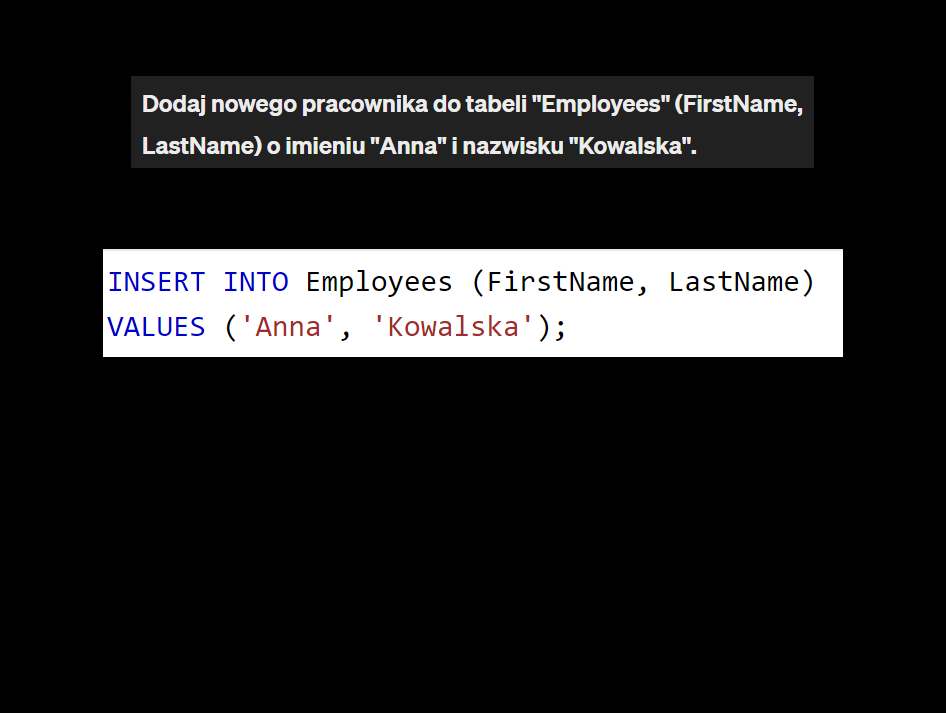 Dodaj nowego pracownika do tabeli "Employees" (FirstName,
LastName) o imieniu "Anna" i nazwisku "Kowalska".
INSERT INTO Employees (FirstName, LastName)
VALUES ('Anna', 'Kowalska');